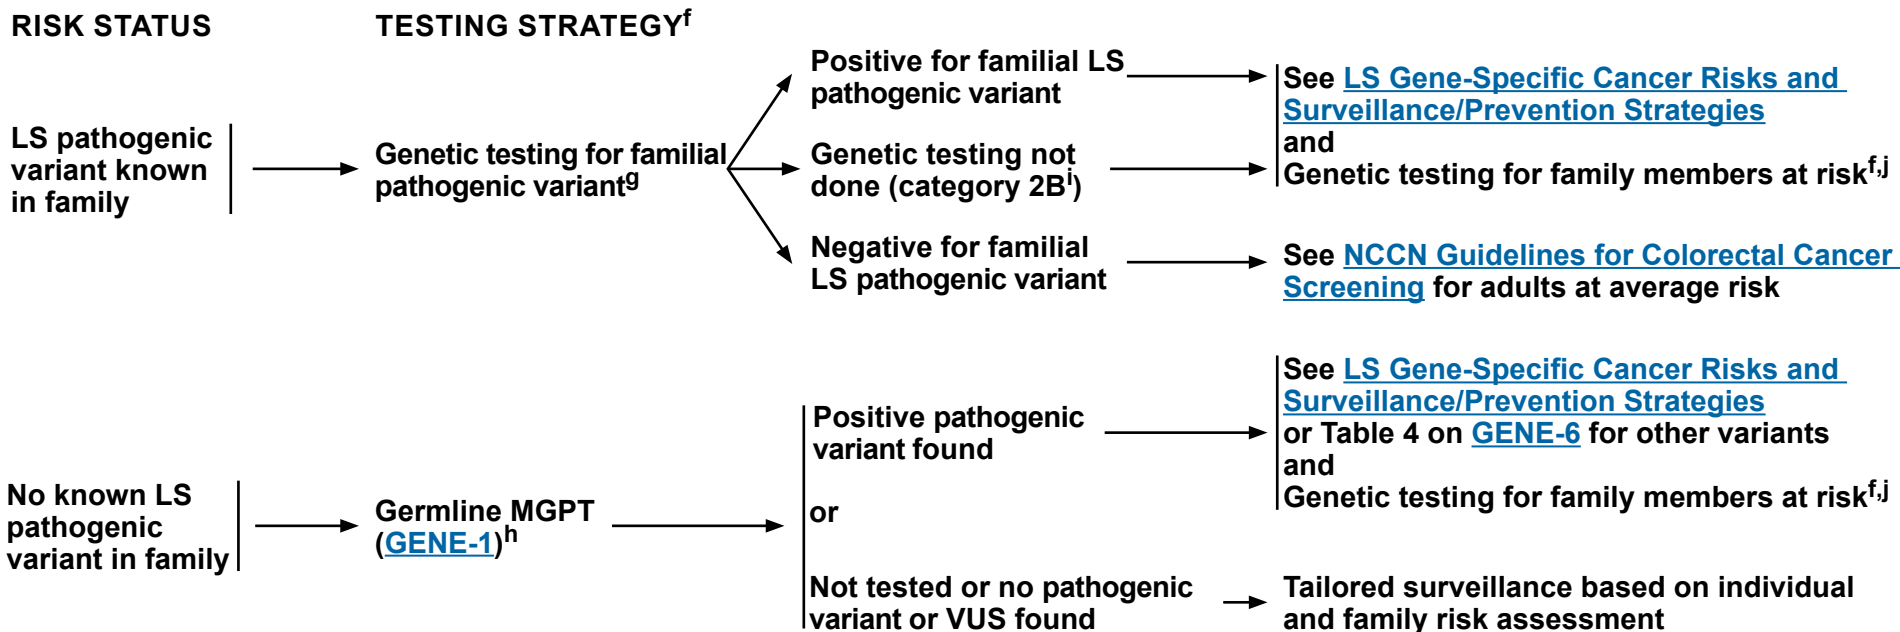 RISK STATUS
TESTING STRATEGYf
LS pathogenic
variant known
in family
Genetic testing for familial
pathogenic variantg
Positive for familial LS
pathogenic variant
See LS Gene-Specific Cancer Risks and
Surveillance/Prevention Strategies
and
Genetic testing for family members at riskf,j
Genetic testing not
done (category 2Bi)
Negative for familial
LS pathogenic variant
See NCCN Guidelines for Colorectal Cancer
Screening for adults at average risk
No known LS
pathogenic
variant in family
Germline MGPT
(GENE-1)h
Positive pathogenic
variant found
See LS Gene-Specific Cancer Risks and
Surveillance/Prevention Strategies
or Table 4 on GENE-6 for other variants
and
Genetic testing for family members at riskf,j
or
Not tested or no pathogenic
variant or VUS found
Tailored surveillance based on individual
and family risk assessment